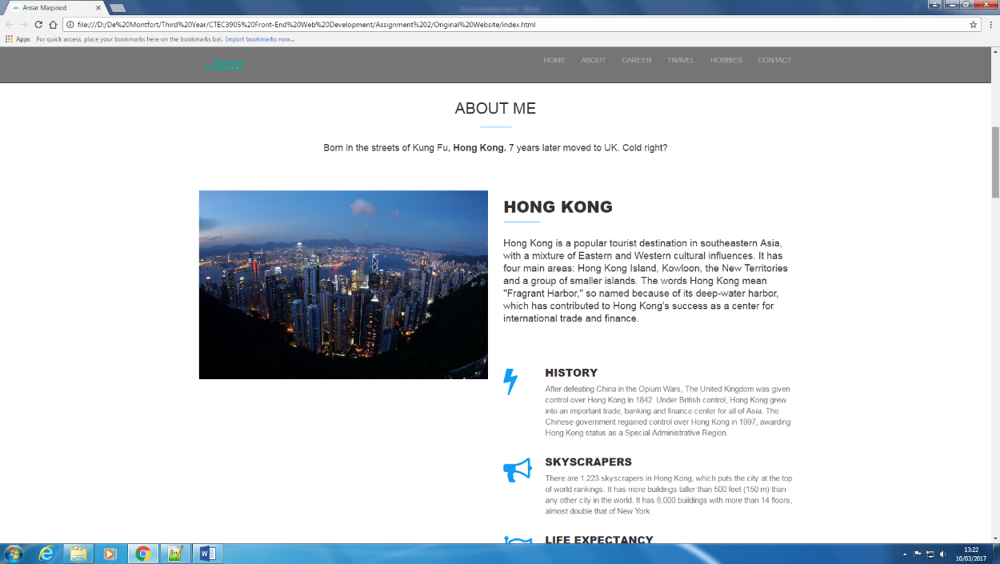 Ansar Maqsood
file:///D:/De%20Montfort/Third%20Year/CTEC3905%20Front-End%20Web%20Development/Assignment%202/Original%20Website/index.html
Apps For quick access, place your bookmarks here on the bookmarks bar. Import bookmarks now...
HOME ABOUT CAREER TRAVEL HOBBIES CONTACT
ABOUT ME
Born in the streets of Kung Fu, Hong Kong. 7 years later moved to UK. Cold right?
HONG KONG
Hong Kong is a popular tourist destination in southeastern Asia,
with a mixture of Eastern and Western cultural influences. It has
four main areas: Hong Kong Island, Kowloon, the New Territories
and a group of smaller islands. The words Hong Kong mean
"Fragrant Harbor," so named because of its deep-water harbor,
which has contributed to Hong Kong's success as a center for
international trade and finance.
HISTORY
After defeating China in the Opium Wars, The United Kingdom was given
control over Hong Kong in 1842. Under British control, Hong Kong grew
into an important trade, banking and finance center for all of Asia. The
Chinese government regained control over Hong Kong in 1997, awarding
Hong Kong status as a Special Administrative Region.
SKYSCRAPERS
There are 1,223 skyscrapers in Hong Kong, which puts the city at the top
of world rankings. It has more buildings taller than 500 feet (150 m) than
any other city in the world. It has 8,000 buildings with more than 14 floors,
almost double that of New York.
LIFE EXPECTANCY
13:22
10/03/2017